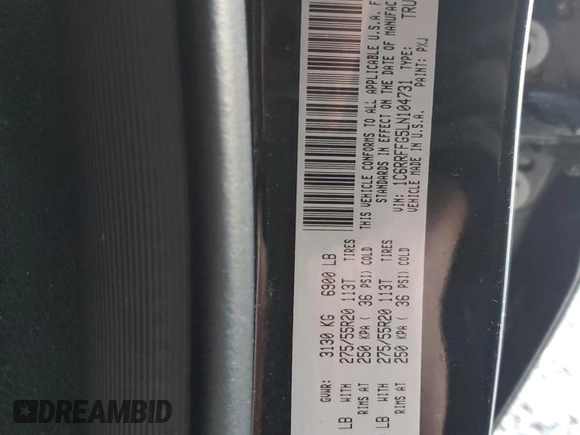 GVWR: 3130 KG 6900 LB
LB WITH 275/55R20 113T TIRES
RIMS AT 250 KPA ( 36 PSI) COLD
LB WITH 275/55R20 113T TIRES
RIMS AT 250 KPA ( 36 PSI) COLD
THIS VEHICLE CONFORMS TO ALL APPLICABLE U.S.A. F
STANDARDS IN EFFECT ON THE DATE OF MANUFAC
VIN: 1C6RRFFG5LN104731 TYPE: TRU
VEHICLE MADE IN U.S.A. PAINT: PXJ
DREAMBID